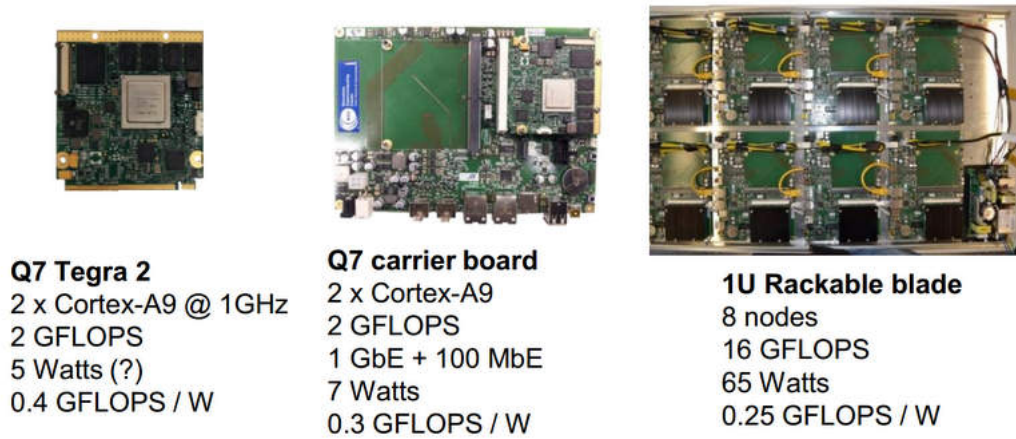 Q7 Tegra 2
2 x Cortex-A9 @ 1GHz
2 GFLOPS
5 Watts (?)
0.4 GFLOPS / W
Q7 carrier board
2 x Cortex-A9
2 GFLOPS
1 GbE + 100 MbE
7 Watts
0.3 GFLOPS / W
1U Rackable blade
8 nodes
16 GFLOPS
65 Watts
0.25 GFLOPS / W